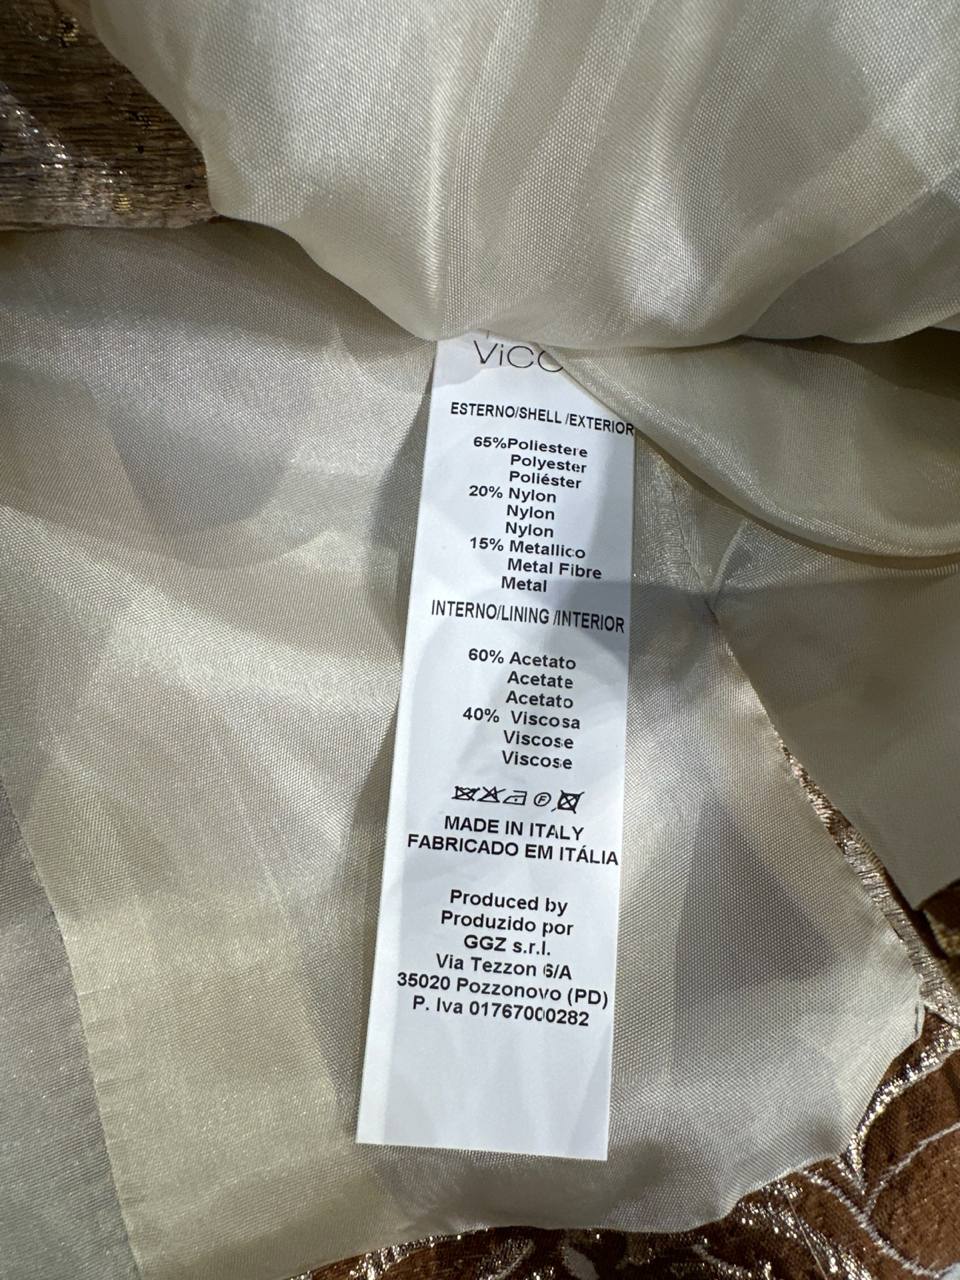 ESTERNO/SHELL /EXTERIOR
65%Poliestere
Polyester
Poliéster
20% Nylon
Nylon
Nylon
15% Metallico
Metal Fibre
Metal
INTERNO/LINING /INTERIOR
60% Acetato
Acetate
Acetato
40% Viscosa
Viscose
Viscose
MADE IN ITALY
FABRICADO EM ITÁLIA
Produced by
Produzido por
GGZ s.r.l.
Via Tezzon 6/A
35020 Pozzonovo (PD)
P. Iva 01767000282